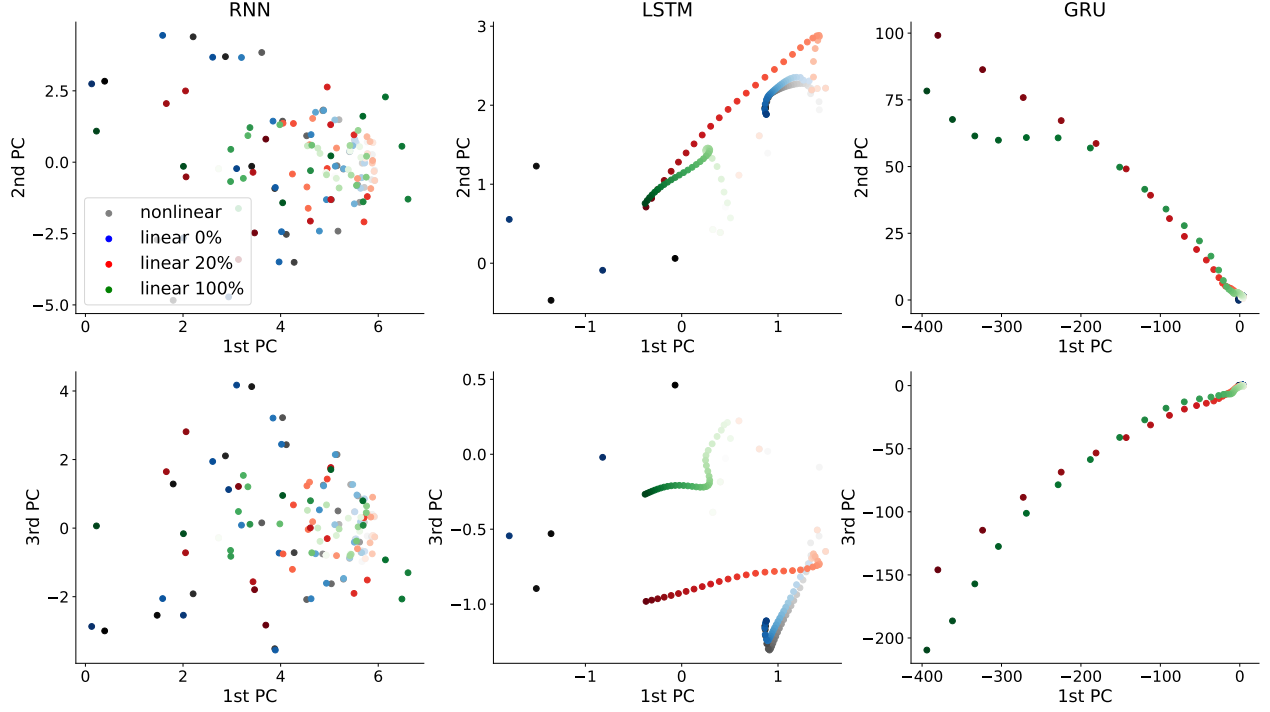 RNN
LSTM
GRU
2nd PC
2.5
0.0
−2.5
−5.0
nonlinear
linear 0%
linear 20%
linear 100%
0
2
4
6
1st PC
2nd PC
3
2
1
0
−1
0
1
1st PC
2nd PC
100
75
50
25
0
−400
−300
−200
−100
0
1st PC
3rd PC
4
2
0
−2
0
2
4
6
1st PC
3rd PC
0.5
0.0
−0.5
−1.0
−1
0
1
1st PC
3rd PC
0
−50
−100
−150
−200
−400
−300
−200
−100
0
1st PC